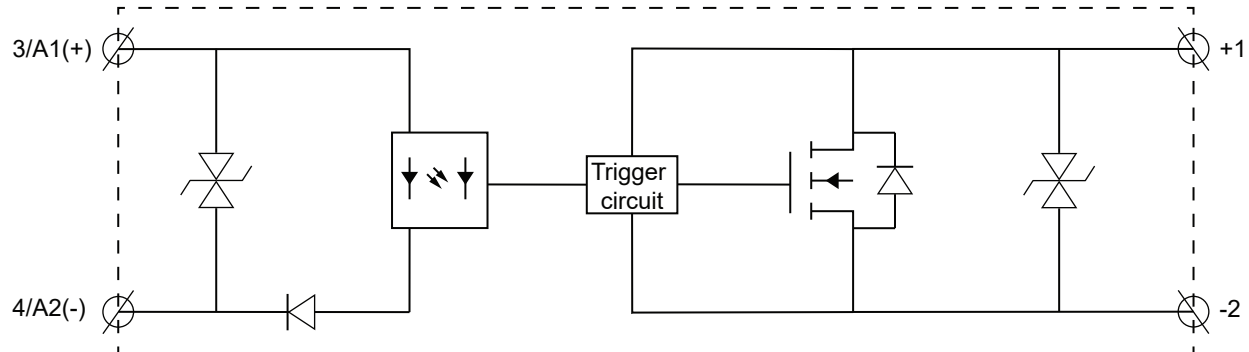 3/A1(+)
+1
Trigger
circuit
4/A2(-)
-2